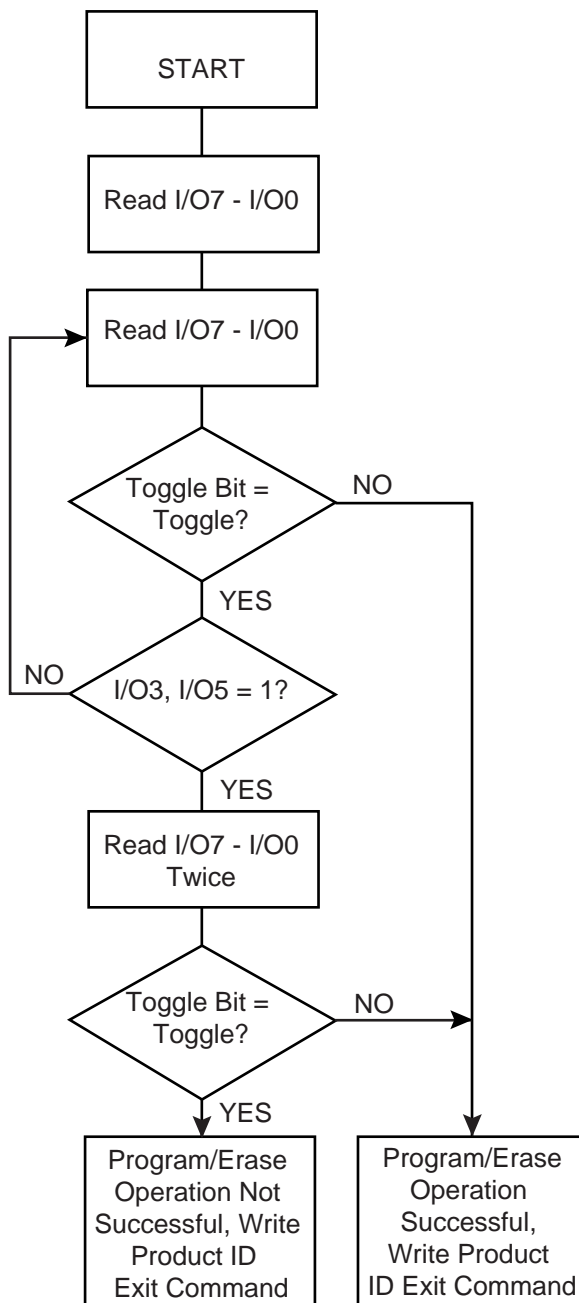 START
Read I/O7 - I/O0
Read I/O7 - I/O0
Toggle Bit =
Toggle?
NO
YES
NO
I/O3, I/O5 = 1?
YES
Read I/O7 - I/O0
Twice
Toggle Bit =
Toggle?
NO
YES
Program/Erase
Operation Not
Successful, Write
Product ID
Exit Command
Program/Erase
Operation
Successful,
Write Product
ID Exit Command